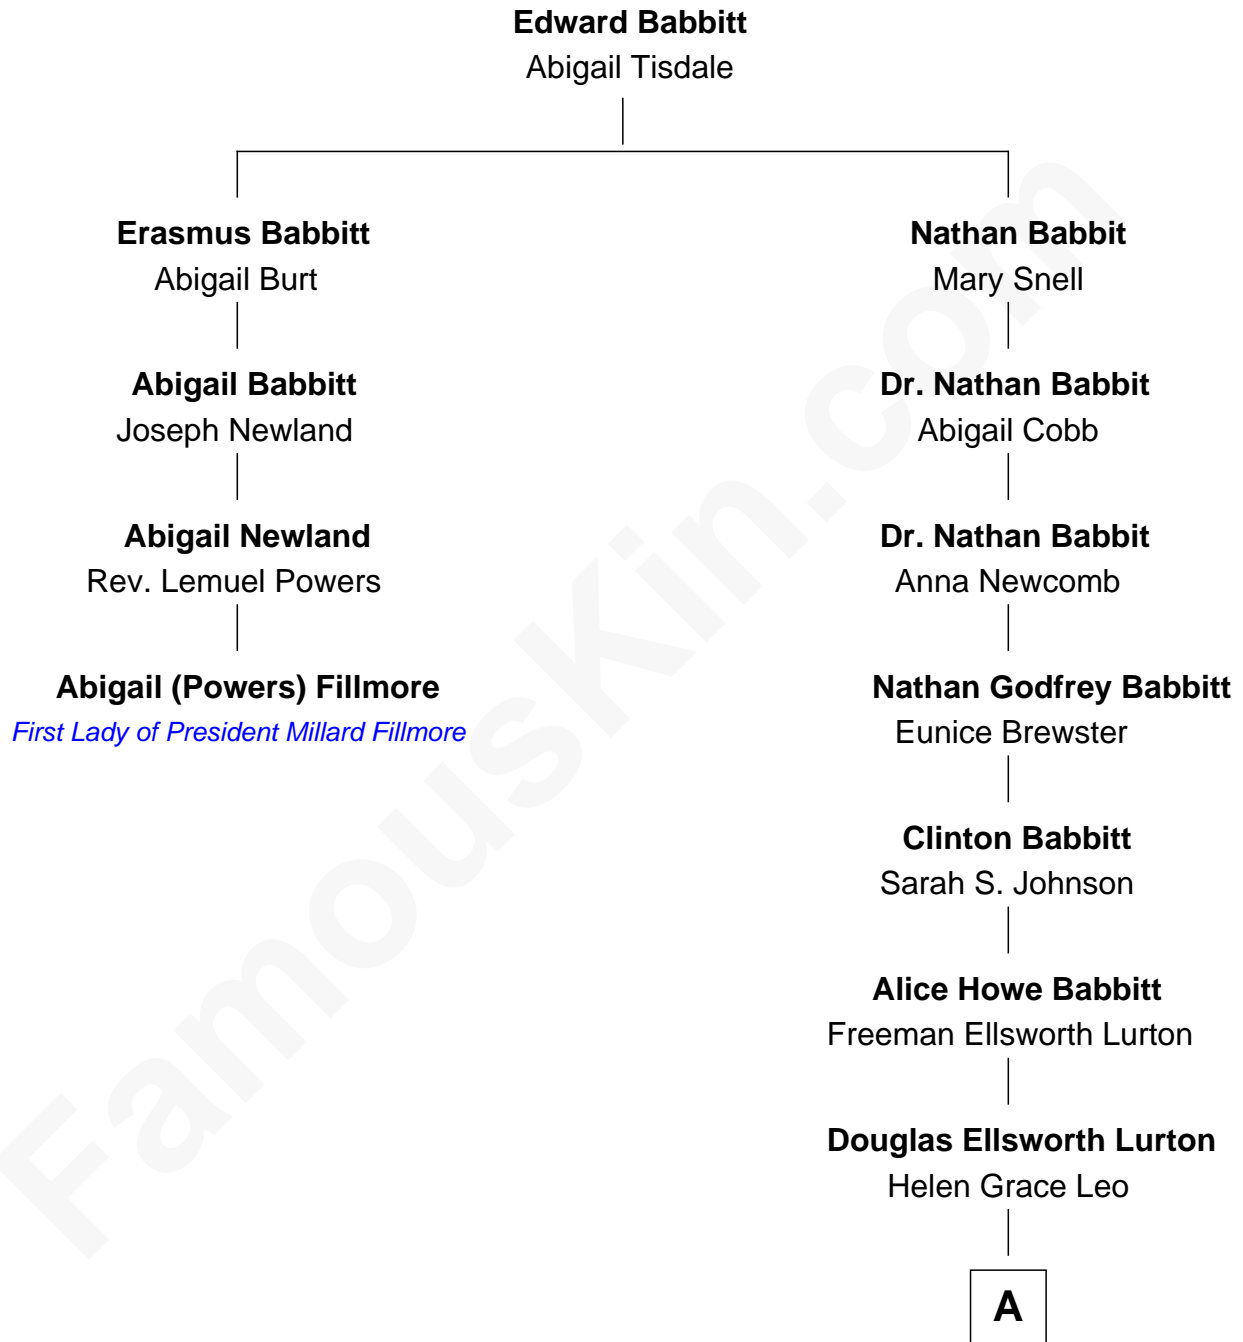 Edward Babbitt
Abigail Tisdale
Erasmus Babbitt
Abigail Burt
Nathan Babbit
Mary Snell
Abigail Babbitt
Joseph Newland
Dr. Nathan Babbit
Abigail Cobb
Abigail Newland
Rev. Lemuel Powers
Dr. Nathan Babbit
Anna Newcomb
Abigail (Powers) Fillmore
First Lady of President Millard Fillmore
Nathan Godfrey Babbitt
Eunice Brewster
Clinton Babbitt
Sarah S. Johnson
Alice Howe Babbitt
Freeman Ellsworth Lurton
Douglas Ellsworth Lurton
Helen Grace Leo
A
FamousKin.com